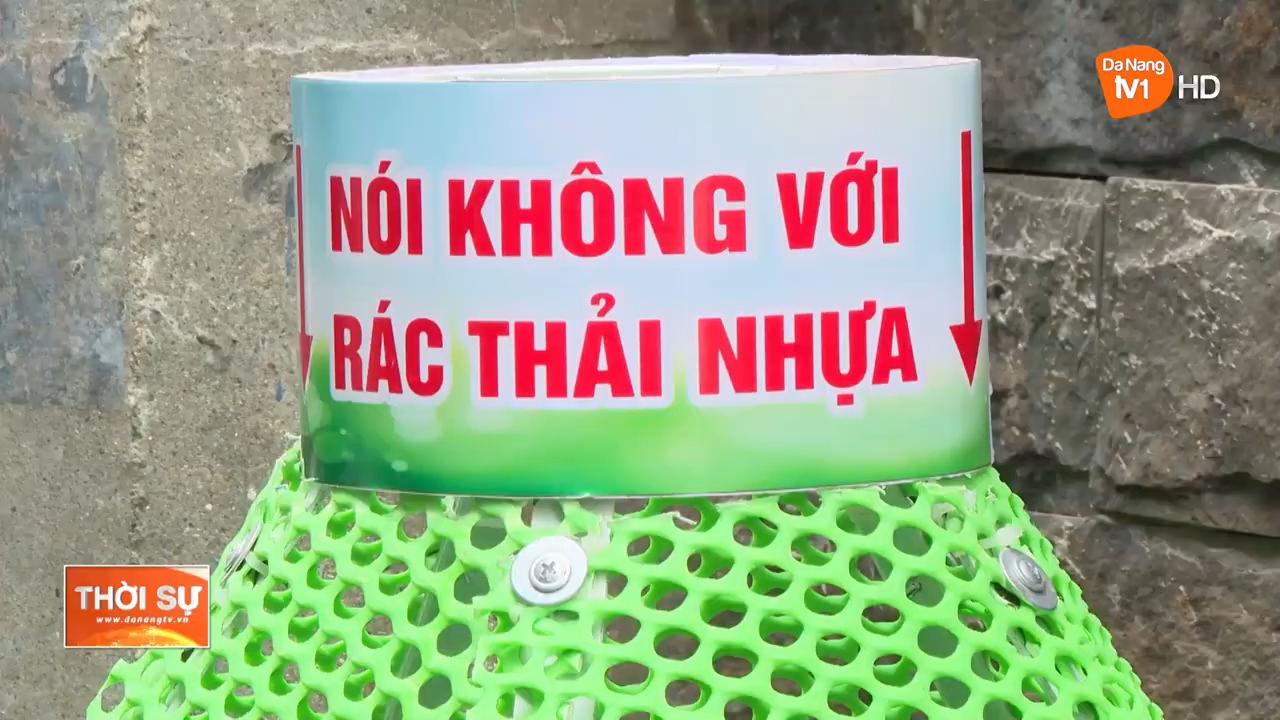 Da Nang
tv1 HD
NÓI KHÔNG VỚI
RÁC THẢI NHỰA
THỜI SỰ
www.danangtv.vn